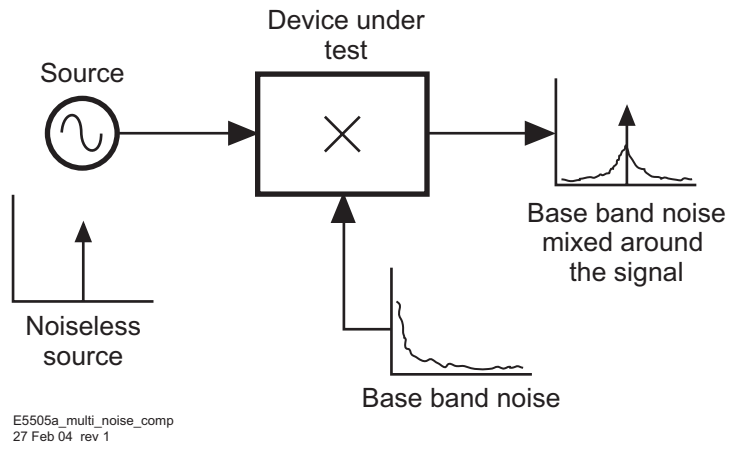 Device under
test
Source
Base band noise
mixed around
the signal
Noiseless
source
Base band noise
E5505a_multi_noise_comp
27 Feb 04 rev 1